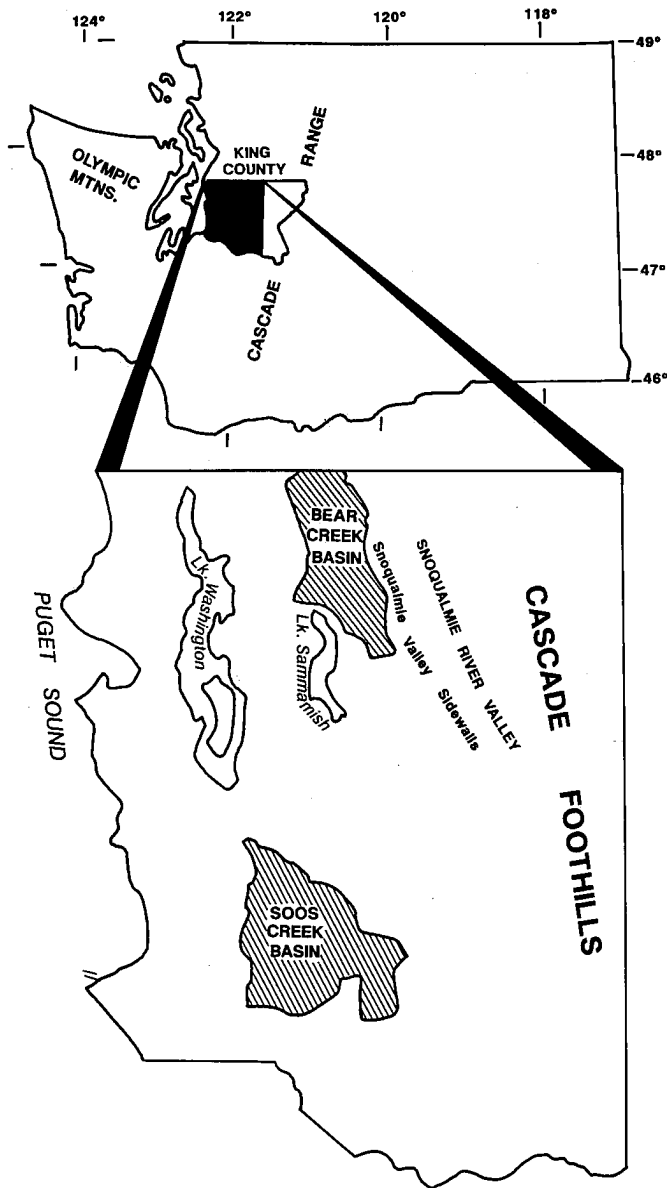 124°
122°
120°
118°
49°
48°
47°
46°
OLYMPIC
MTNS.
KING
COUNTY
CASCADE
RANGE
118°
BEAR
CREEK
BASIN
Lk. Washington
Lk. Sammamish
Snoqualmie Valley Sidewalls
SNOQUALMIE RIVER VALLEY
CASCADE FOOTHILLS
PUGET SOUND
SOOS
CREEK
BASIN